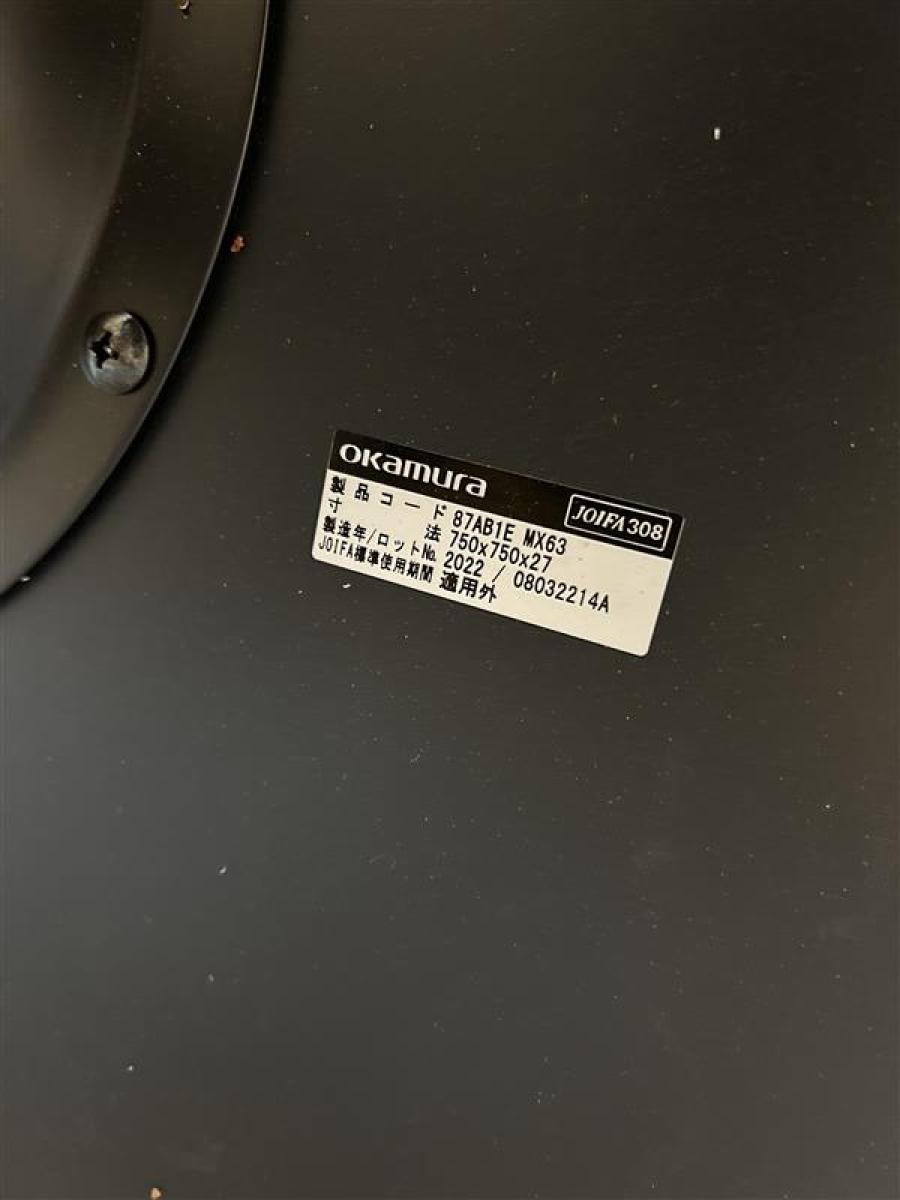 okamura
JOIFA308
製品コード 87AB1E MX63
寸法 750x750x27
製造年/ロット№ 2022 / 08032214A
JOIFA標準使用期間 適用外